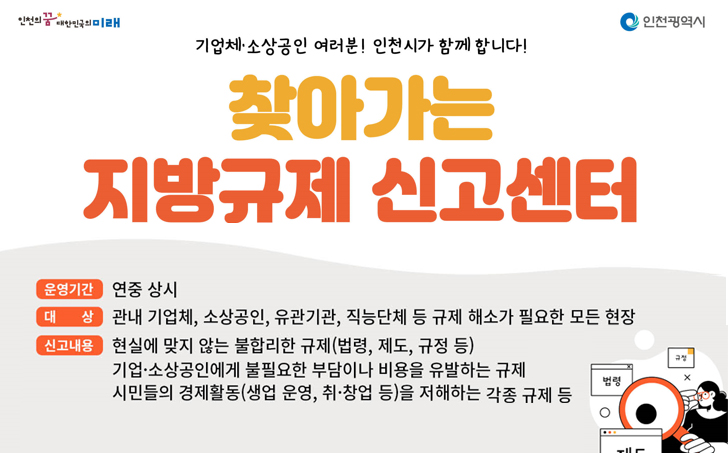 인천의 꿈 대한민국의 미래
인천광역시
기업체·소상공인 여러분! 인천시가 함께 합니다!
찾아가는
지방규제 신고센터
운영기간 연중 상시
대 상 관내 기업체, 소상공인, 유관기관, 직능단체 등 규제 해소가 필요한 모든 현장
신고내용 현실에 맞지 않는 불합리한 규제(법령, 제도, 규정 등)
기업·소상공인에게 불필요한 부담이나 비용을 유발하는 규제
시민들의 경제활동(생업 운영, 취·창업 등)을 저해하는 각종 규제 등
규정
법령
제도